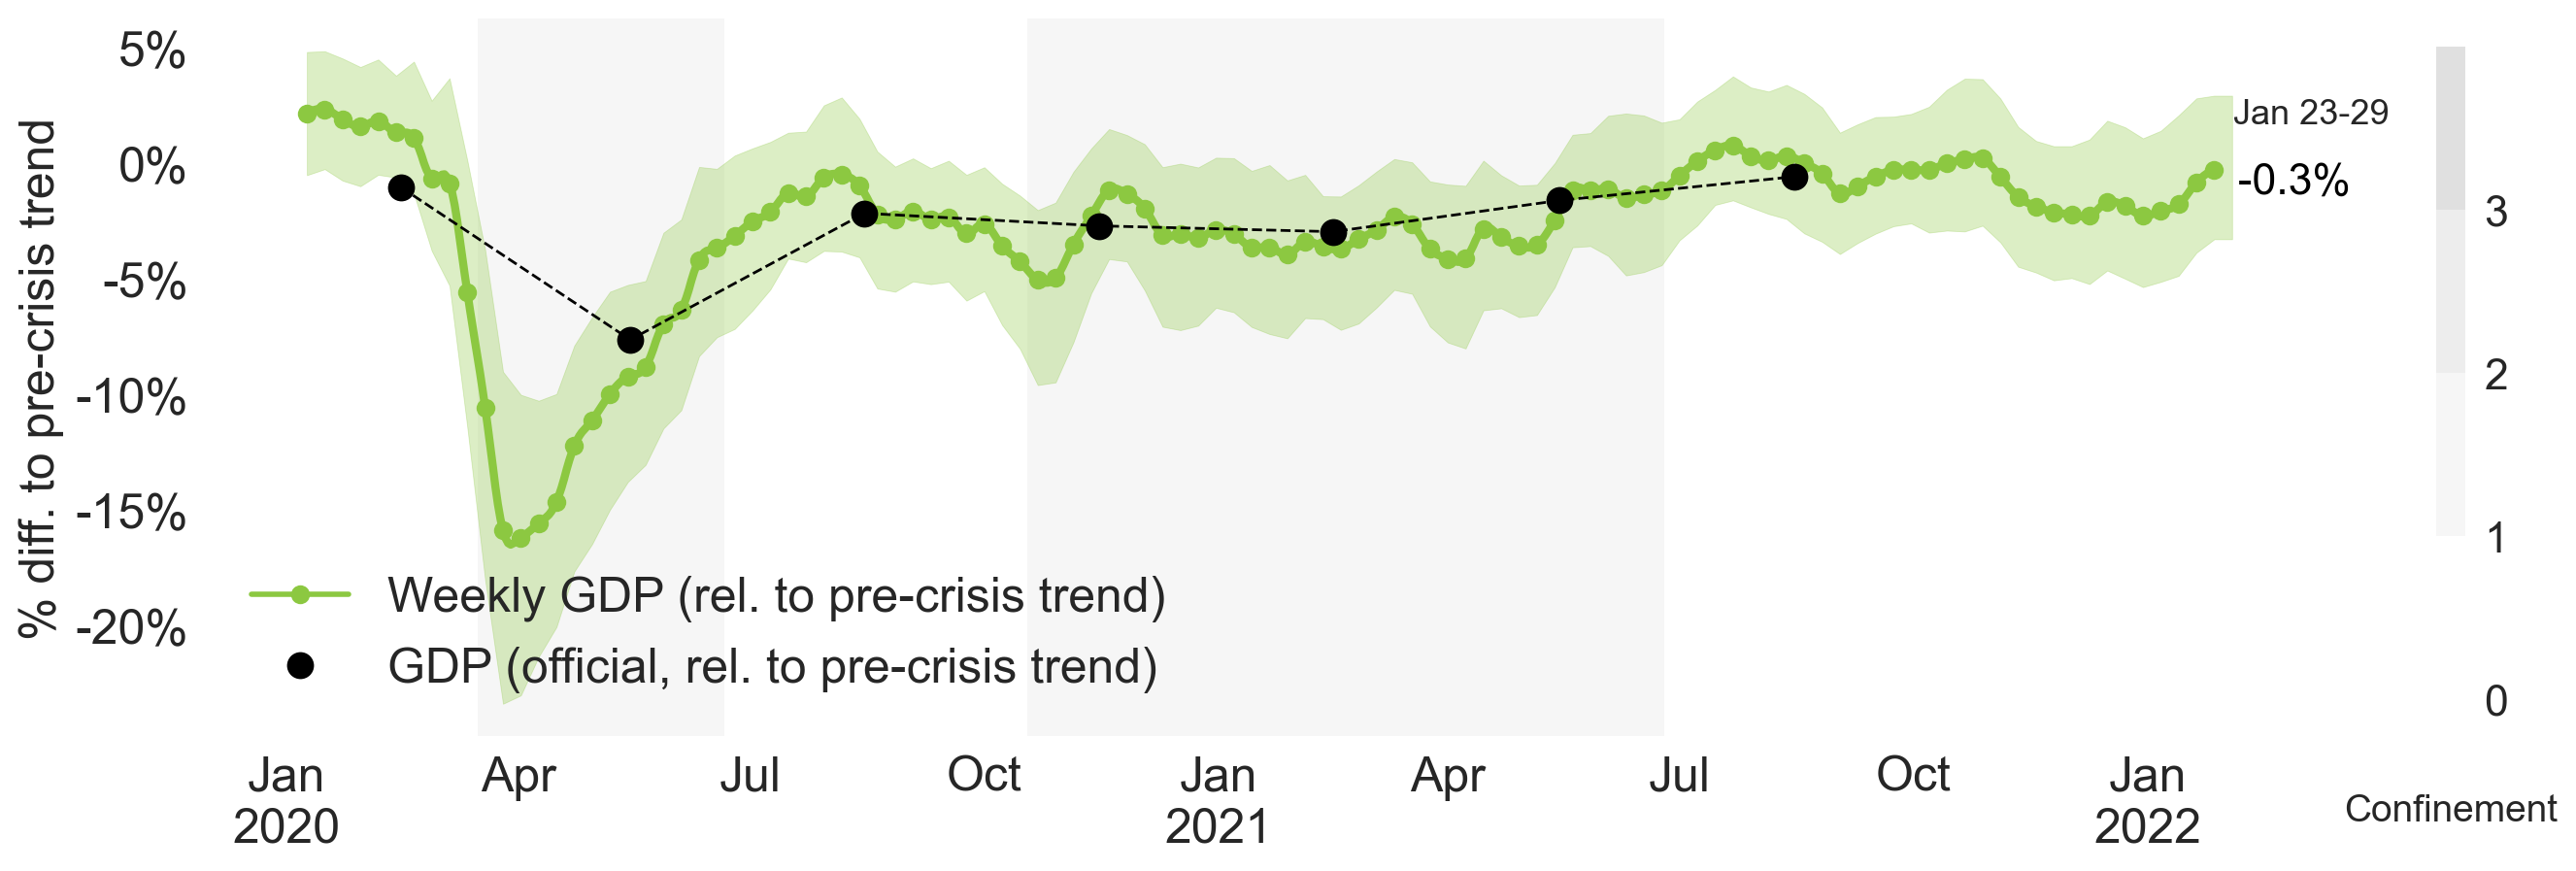 % diff. to pre-crisis trend
5%
0%
-5%
-10%
-15%
-20%
Weekly GDP (rel. to pre-crisis trend)
GDP (official, rel. to pre-crisis trend)
Jan 23-29
-0.3%
3
2
1
0
Confinement
Jan Apr Jul Oct Jan Apr Jul Oct Jan
2020 2021 2022